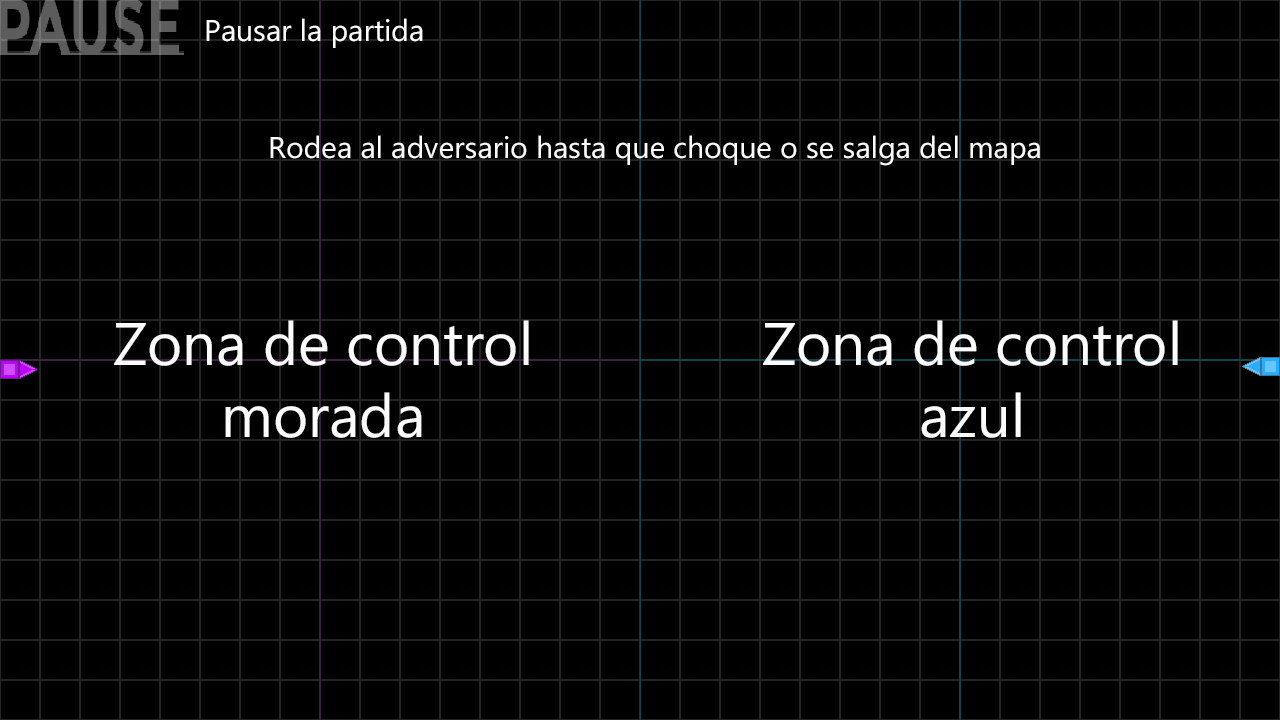 PAUSE
Pausar la partida
Rodea al adversario hasta que choque o se salga del mapa
Zona de control
morada
Zona de control
azul